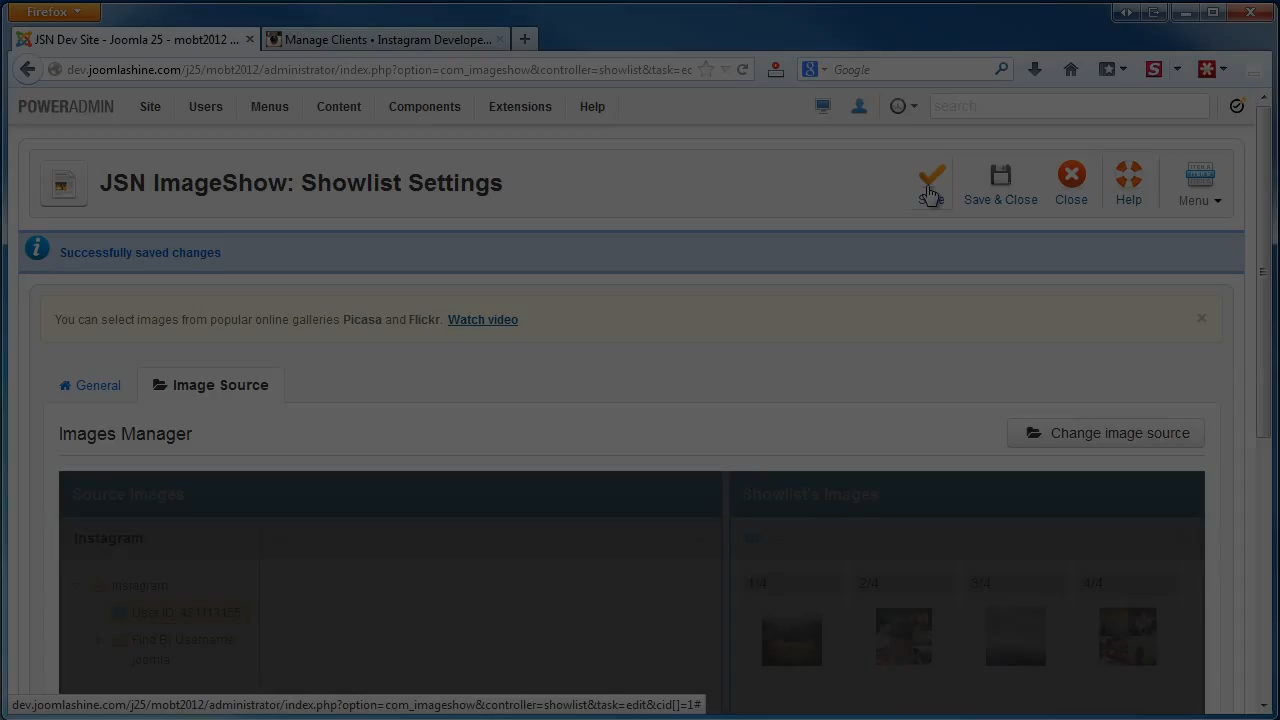 Firefox
JSN Dev Site - Joomla 25 - mobt2012 ...
Manage Clients • Instagram Develope...
dev.joomlashine.com/j25/mobt2012/administrator/index.php?option=com_imageshow&controller=showlist&task=ec
Google
POWERADMIN
Site
Users
Menus
Content
Components
Extensions
Help
search
JSN ImageShow: Showlist Settings
Save
Save & Close
Close
Help
Menu
Successfully saved changes
You can select images from popular online galleries Picasa and Flickr. Watch video
General
Image Source
Images Manager
Change image source
Source Images
Showlist's Images
Instagram
Instagram
Find By Username
Joomla
1/4
2/4
3/4
4/4
dev.joomlashine.com/j25/mobt2012/administrator/index.php?option=com_imageshow&controller=showlist&task=edit&cid[]=1#